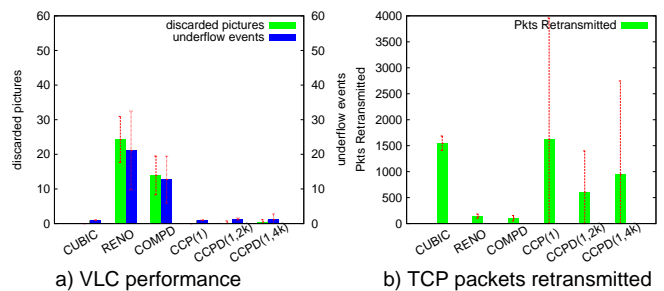 discarded pictures
underflow events
60
50
40
30
20
10
0
discarded pictures
60
50
40
30
20
10
0
underflow events
CUBIC
RENO
COMPD
CCP(1)
CCPD(1,2k)
CCPD(1,4k)
a) VLC performance
Pkts Retransmitted
4000
3500
3000
2500
2000
1500
1000
500
0
Pkts Retransmitted
CUBIC
RENO
COMPD
CCP(1)
CCPD(1,2k)
CCPD(1,4k)
b) TCP packets retransmitted